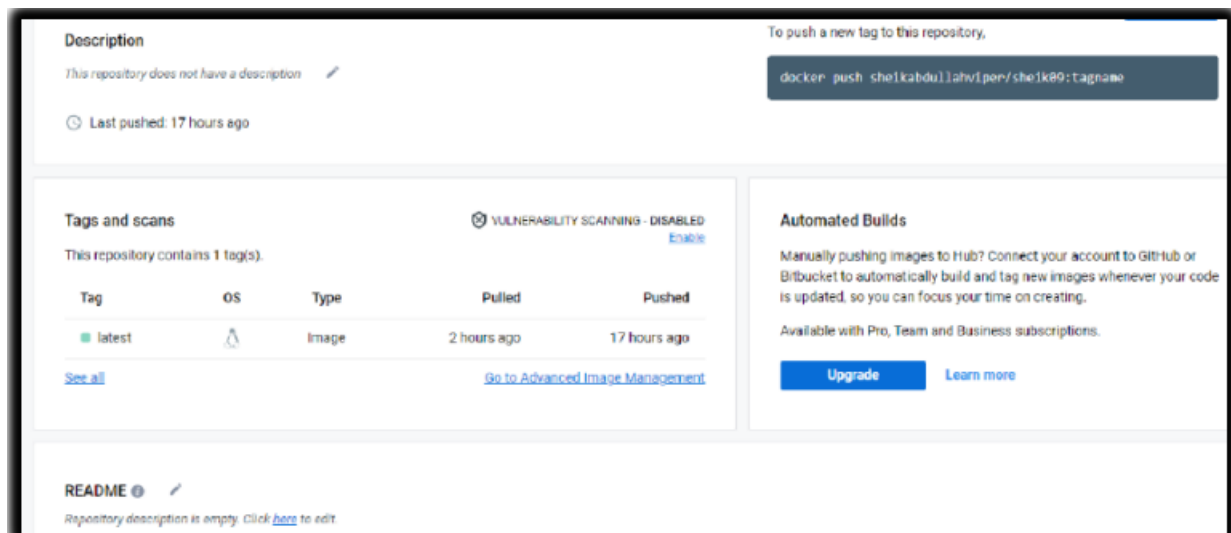 Description
This repository does not have a description
Last pushed: 17 hours ago
To push a new tag to this repository,
docker push sheikabdullahviper/sheik09:tagname
Tags and scans
VULNERABILITY SCANNING - DISABLED
Enable
This repository contains 1 tag(s).
Tag OS Type Pulled Pushed
latest Image 2 hours ago 17 hours ago
See all
Go to Advanced Image Management
Automated Builds
Manually pushing images to Hub? Connect your account to GitHub or
Bitbucket to automatically build and tag new images whenever your code
is updated, so you can focus your time on creating.
Available with Pro, Team and Business subscriptions.
Upgrade Learn more
README
Repository description is empty. Click here to edit.